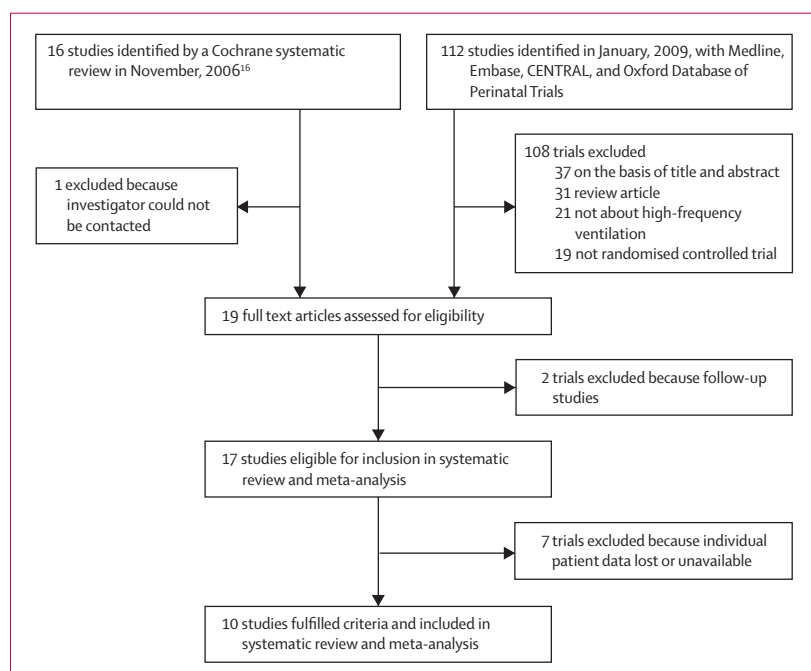 16 studies identified by a Cochrane systematic
review in November, 2006¹⁶
112 studies identified in January, 2009, with Medline,
Embase, CENTRAL, and Oxford Database of
Perinatal Trials
1 excluded because
investigator could not
be contacted
108 trials excluded
37 on the basis of title and abstract
31 review article
21 not about high-frequency
ventilation
19 not randomised controlled trial
19 full text articles assessed for eligibility
2 trials excluded because follow-up
studies
17 studies eligible for inclusion in systematic
review and meta-analysis
7 trials excluded because individual
patient data lost or unavailable
10 studies fulfilled criteria and included in
systematic review and meta-analysis